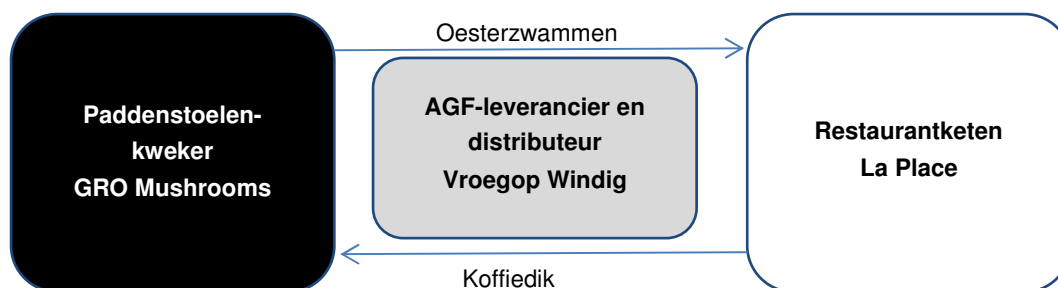 Oesterzwammen
Paddenstoelen-
kweker
GRO Mushrooms
AGF-leverancier en
distributeur
Vroegop Windig
Restaurantketen
La Place
Koffiedik